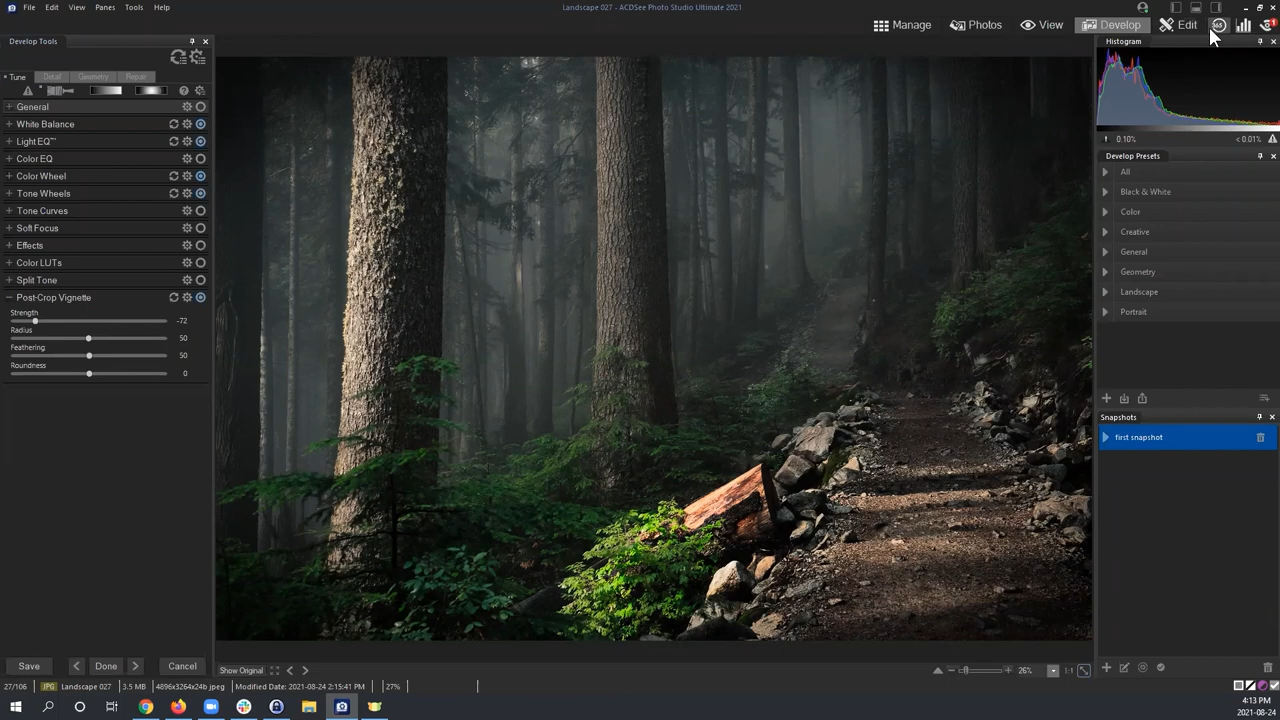 File Edit View Panes Tools Help
Landscape 027 - ACDSee Photo Studio Ultimate 2021
Manage Photos View Develop Edit 365 1
Develop Tools
Histogram
Tune Detail Geometry Repair
General
White Balance
Light EQ™
Color EQ
Color Wheel
Tone Wheels
Tone Curves
Soft Focus
Effects
Color LUTs
Split Tone
Post-Crop Vignette
Strength
-72
Radius
50
Feathering
50
Roundness
0
0.10% < 0.01%
Develop Presets
All
Black & White
Color
Creative
General
Geometry
Landscape
Portrait
Snapshots
first snapshot
Save Done Cancel
Show Original 26% 1:1
27/106 JPG Landscape 027 3.5 MB 4896x3264x24b jpeg Modified Date: 2021-08-24 2:15:41 PM 27%
4:13 PM
2021-08-24